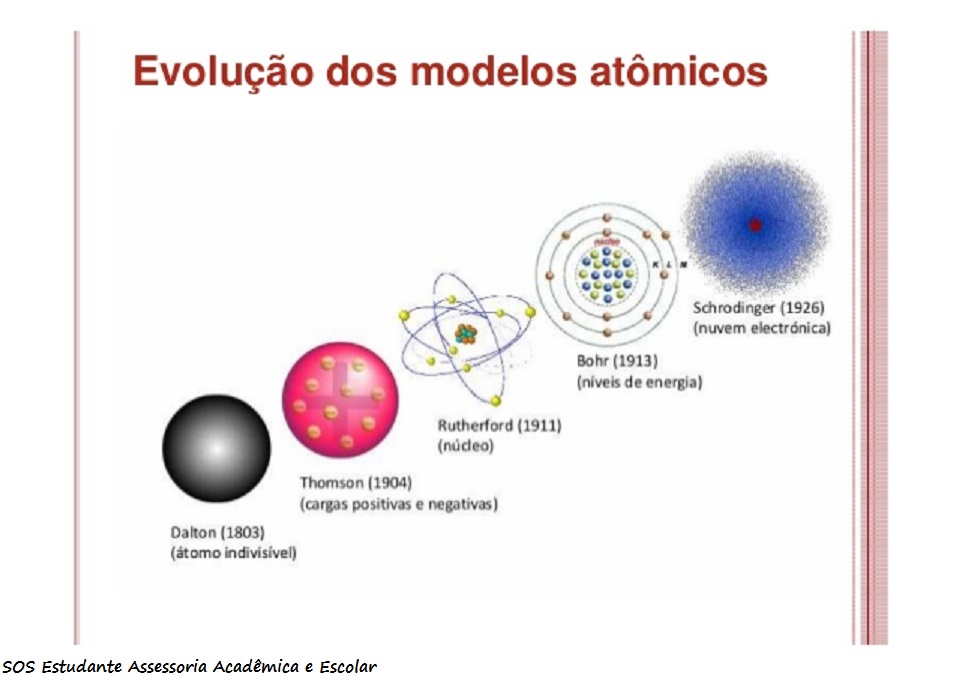 Evolução dos modelos atômicos
Schrodinger (1926)
(nuvem electrónica)
núcleo
K L M
Bohr (1913)
(níveis de energia)
Rutherford (1911)
(núcleo)
Thomson (1904)
(cargas positivas e negativas)
Dalton (1803)
(átomo indivisível)
SOS Estudante Assessoria Acadêmica e Escolar